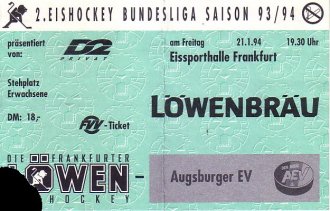 2.EISHOCKEY BUNDESLIGA SAISON 93/94
präsentiert von:
D2 PRIVAT
am Freitag 21.1.94 19.30 Uhr
Eissporthalle Frankfurt
Stehplatz
Erwachsene
DM: 18,-
FVV-Ticket
LÖWENBRÄU
DIE FRANKFURTER
LÖWEN -
HOCKEY
Augsburger EV
AEV